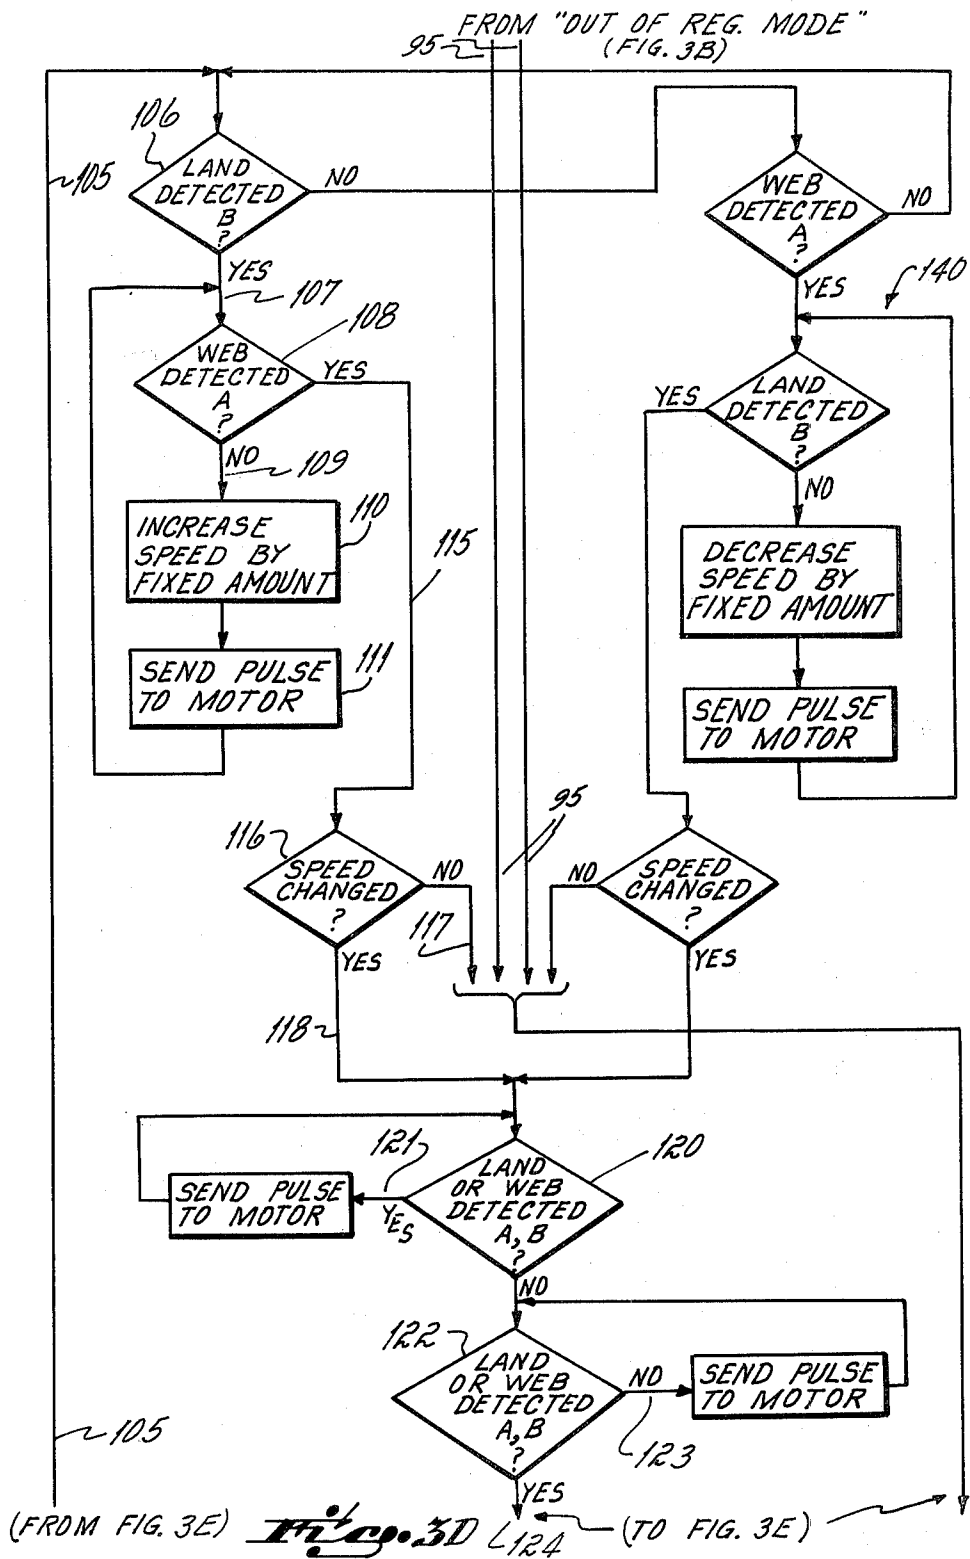 FROM "OUT OF REG. MODE"
95 (FIG. 3B)
106
105
LAND
DETECTED
B
?
NO
YES
WEB
DETECTED
A
?
NO
YES
107
140
108
WEB
DETECTED
A
?
YES
NO
109
LAND
DETECTED
B
?
YES
NO
110
INCREASE
SPEED BY
FIXED AMOUNT
115
DECREASE
SPEED BY
FIXED AMOUNT
111
SEND PULSE
TO MOTOR
SEND PULSE
TO MOTOR
95
116
SPEED
CHANGED
?
NO
YES
117
SPEED
CHANGED
?
NO
YES
118
121
120
SEND PULSE
TO MOTOR
YES
LAND
OR WEB
DETECTED
A, B
?
NO
122
LAND
OR WEB
DETECTED
A, B
?
NO
SEND PULSE
TO MOTOR
123
105
YES
(FROM FIG. 3E) Fig. 3D 124 (TO FIG. 3E)